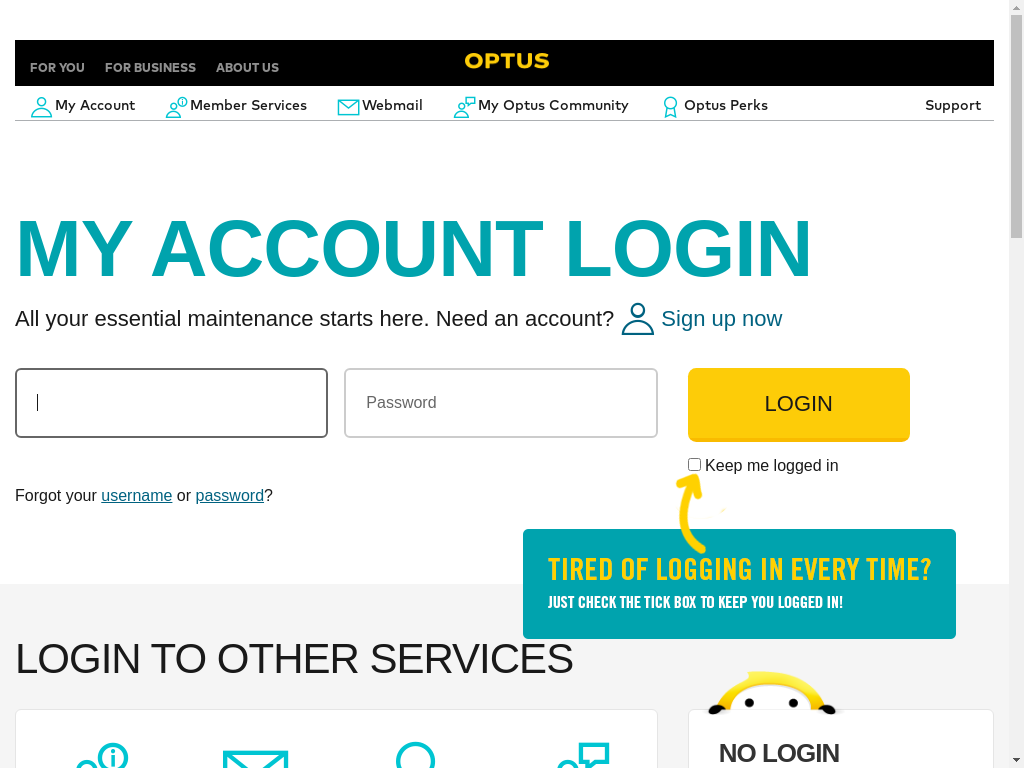 OPTUS
FOR YOU FOR BUSINESS ABOUT US
My Account Member Services Webmail My Optus Community Optus Perks Support
MY ACCOUNT LOGIN
All your essential maintenance starts here. Need an account? Sign up now
Password LOGIN
Keep me logged in
Forgot your username or password?
TIRED OF LOGGING IN EVERY TIME?
JUST CHECK THE TICK BOX TO KEEP YOU LOGGED IN!
LOGIN TO OTHER SERVICES
NO LOGIN